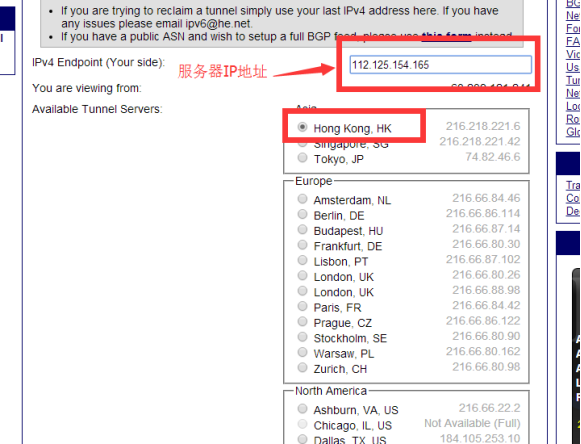 If you are trying to reclaim a tunnel simply use your last IPv4 address here. If you have
any issues please email ipv6@he.net.
If you have a public ASN and wish to setup a full BGP feed, please use this form instead
IPv4 Endpoint (Your side):
112.125.154.165
服务器IP地址
You are viewing from:
Available Tunnel Servers:
Asia
Hong Kong, HK 216.218.221.6
Singapore, SG 216.218.221.42
Tokyo, JP 74.82.46.6
Europe
Amsterdam, NL 216.66.84.46
Berlin, DE 216.66.86.114
Budapest, HU 216.66.87.14
Frankfurt, DE 216.66.80.30
Lisbon, PT 216.66.87.102
London, UK 216.66.80.26
London, UK 216.66.88.98
Paris, FR 216.66.84.42
Prague, CZ 216.66.86.122
Stockholm, SE 216.66.80.90
Warsaw, PL 216.66.80.162
Zurich, CH 216.66.80.98
North America
Ashburn, VA, US 216.66.22.2
Chicago, IL, US Not Available (Full)
Dallas, TX, US 184.105.253.10